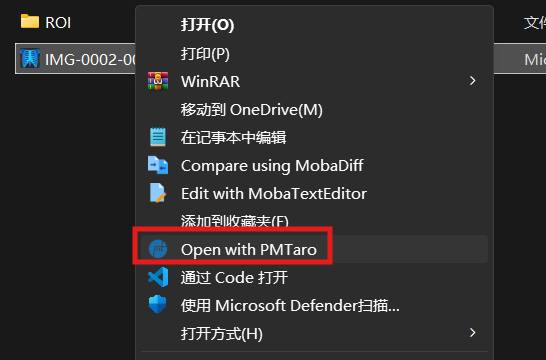 ROI
文件
IMG-0002-00
Mic
打开(O)
打印(P)
WinRAR
移动到 OneDrive(M)
在记事本中编辑
Compare using MobaDiff
Edit with MobaTextEditor
添加到收藏夹(F)
Open with PMTaro
通过 Code 打开
使用 Microsoft Defender扫描...
打开方式(H)